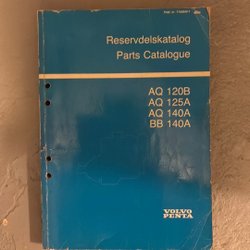 Reservdelskatalog
Parts Catalogue
AQ 120B
AQ 125A
AQ 140A
BB 140A
VOLVO
PENTA